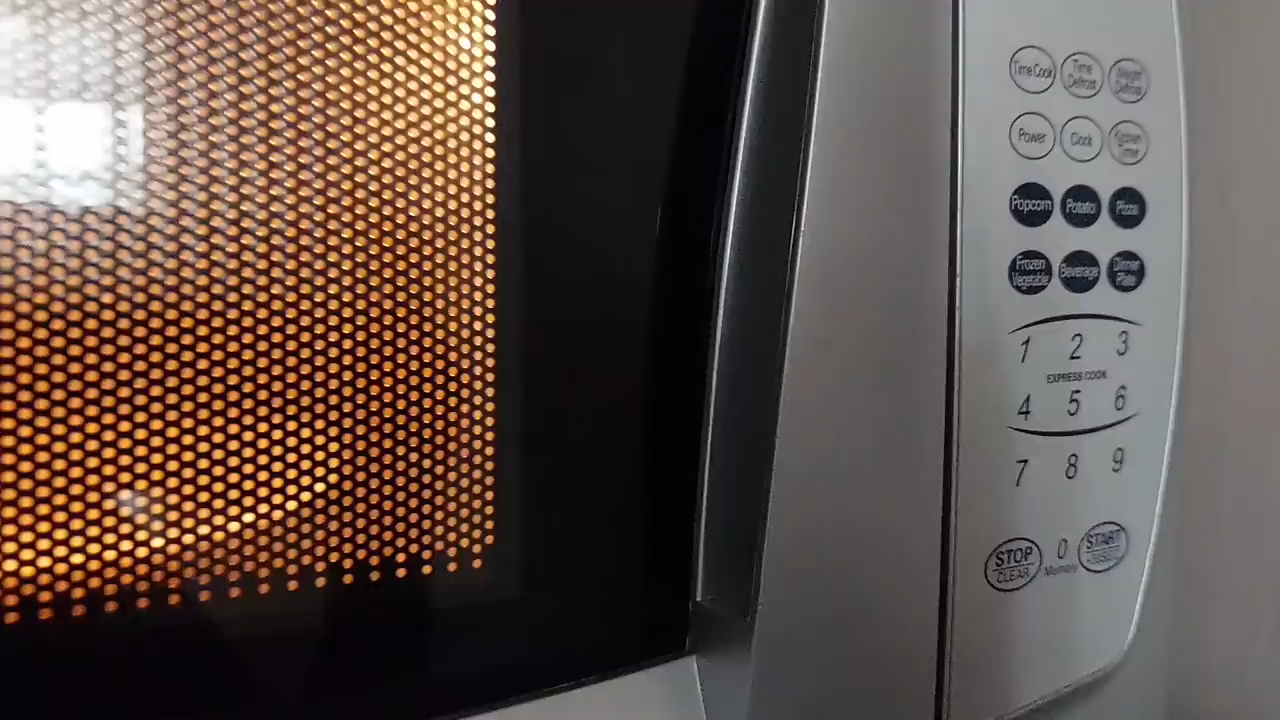 Time Cook
Time Defrost
Weight Defrost
Power
Clock
Kitchen Timer
Popcorn
Potato
Pizza
Frozen Vegetable
Beverage
Dinner Plate
1 2 3
EXPRESS COOK
4 5 6
7 8 9
STOP
CLEAR
0
Memory
START